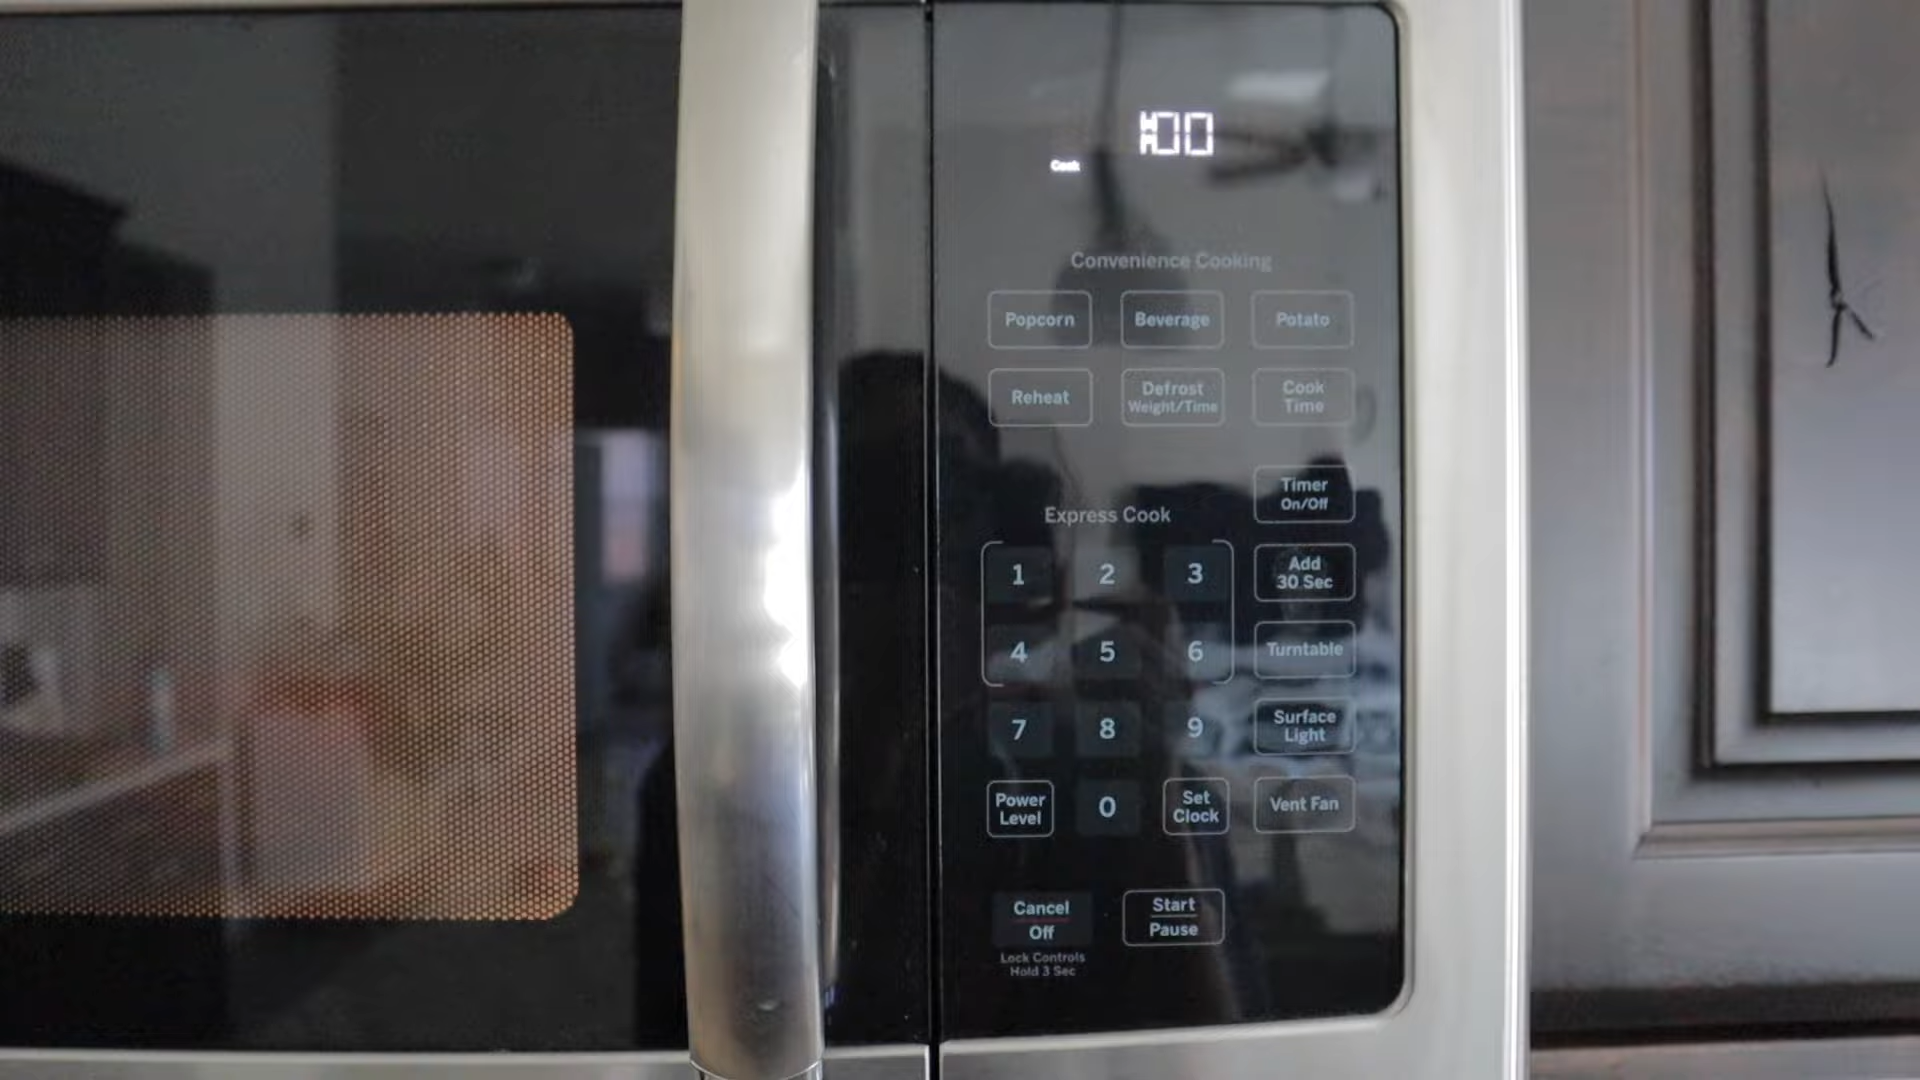 1:00
Cook
Convenience Cooking
Popcorn
Beverage
Potato
Reheat
Defrost
Weight/Time
Cook
Time
Timer
On/Off
Express Cook
1
2
3
Add
30 Sec
4
5
6
Turntable
7
8
9
Surface
Light
Power
Level
0
Set
Clock
Vent Fan
Cancel
Off
Start
Pause
Lock Controls
Hold 3 Sec